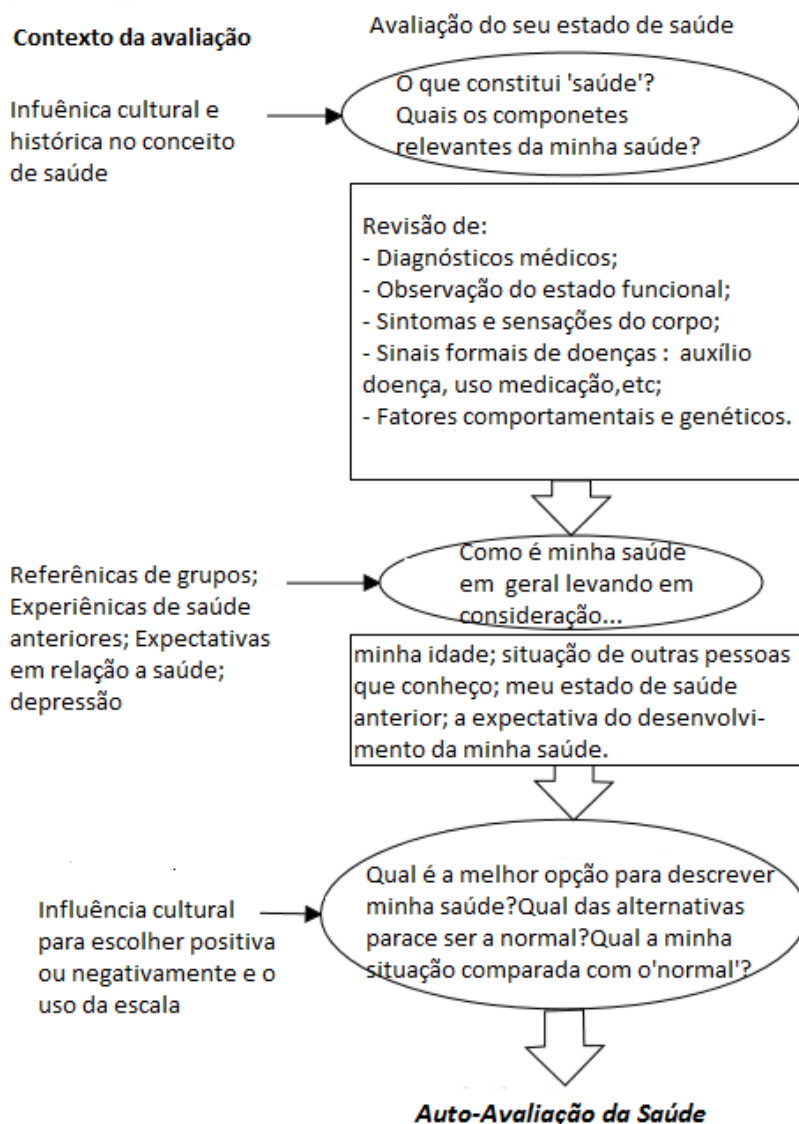 Contexto da avaliação
Avaliação do seu estado de saúde
Infuênica cultural e
histórica no conceito
de saúde
O que constitui 'saúde'?
Quais os componetes
relevantes da minha saúde?
Revisão de:
- Diagnósticos médicos;
- Observação do estado funcional;
- Sintomas e sensações do corpo;
- Sinais formais de doenças : auxílio
doença, uso medicação,etc;
- Fatores comportamentais e genéticos.
Referênicas de grupos;
Experiênicas de saúde
anteriores; Expectativas
em relação a saúde;
depressão
Como é minha saúde
em geral levando em
consideração...
minha idade; situação de outras pessoas
que conheço; meu estado de saúde
anterior; a expectativa do desenvolvi-
mento da minha saúde.
Influência cultural
para escolher positiva
ou negativamente e o
uso da escala
Qual é a melhor opção para descrever
minha saúde?Qual das alternativas
parace ser a normal?Qual a minha
situação comparada com o'normal'?
Auto-Avaliação da Saúde